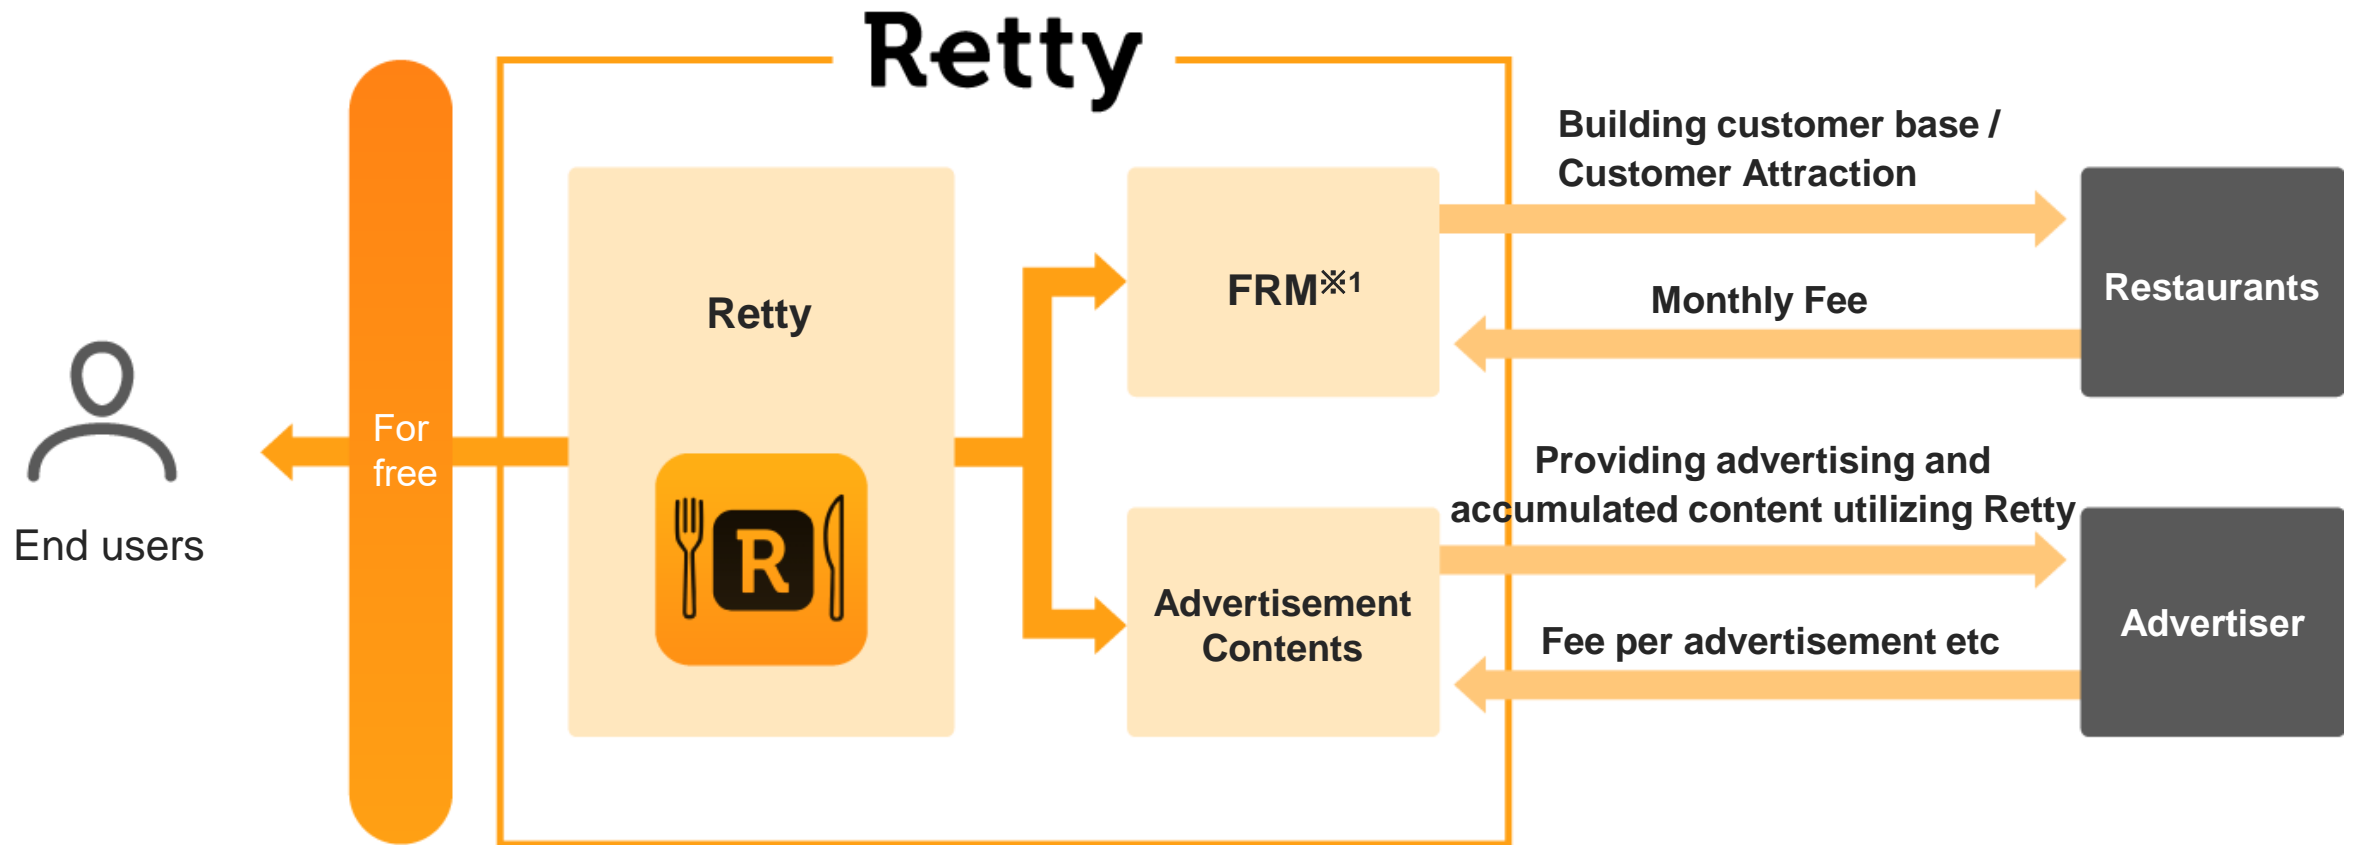 Retty
Building customer base /
Customer Attraction
Retty
FRM※1
Monthly Fee
Restaurants
For
free
End users
R
Providing advertising and
accumulated content utilizing Retty
Advertisement
Contents
Fee per advertisement etc
Advertiser